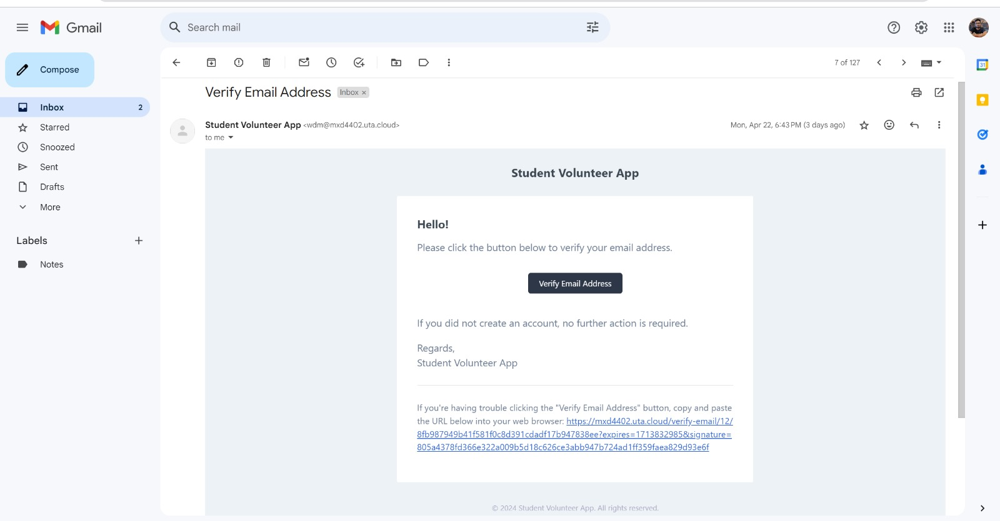 Gmail
Search mail
Compose
7 of 127
31
Verify Email Address Inbox ×
Inbox 2
Student Volunteer App <wdm@mxd4402.uta.cloud> Mon, Apr 22, 6:43 PM (3 days ago)
to me
Starred
Snoozed
Sent
Drafts
More
Labels
Notes
Student Volunteer App
Hello!
Please click the button below to verify your email address.
Verify Email Address
If you did not create an account, no further action is required.
Regards,
Student Volunteer App
If you're having trouble clicking the "Verify Email Address" button, copy and paste
the URL below into your web browser: https://mxd4402.uta.cloud/verify-email/12/
8fb987949b41f581f0c8d391cdadf17b947838ee?expires=1713832985&signature=
805a4378fd366e322a009b5d18c626ce3abb947b724ad1ff359faea829d93e6f
© 2024 Student Volunteer App. All rights reserved.